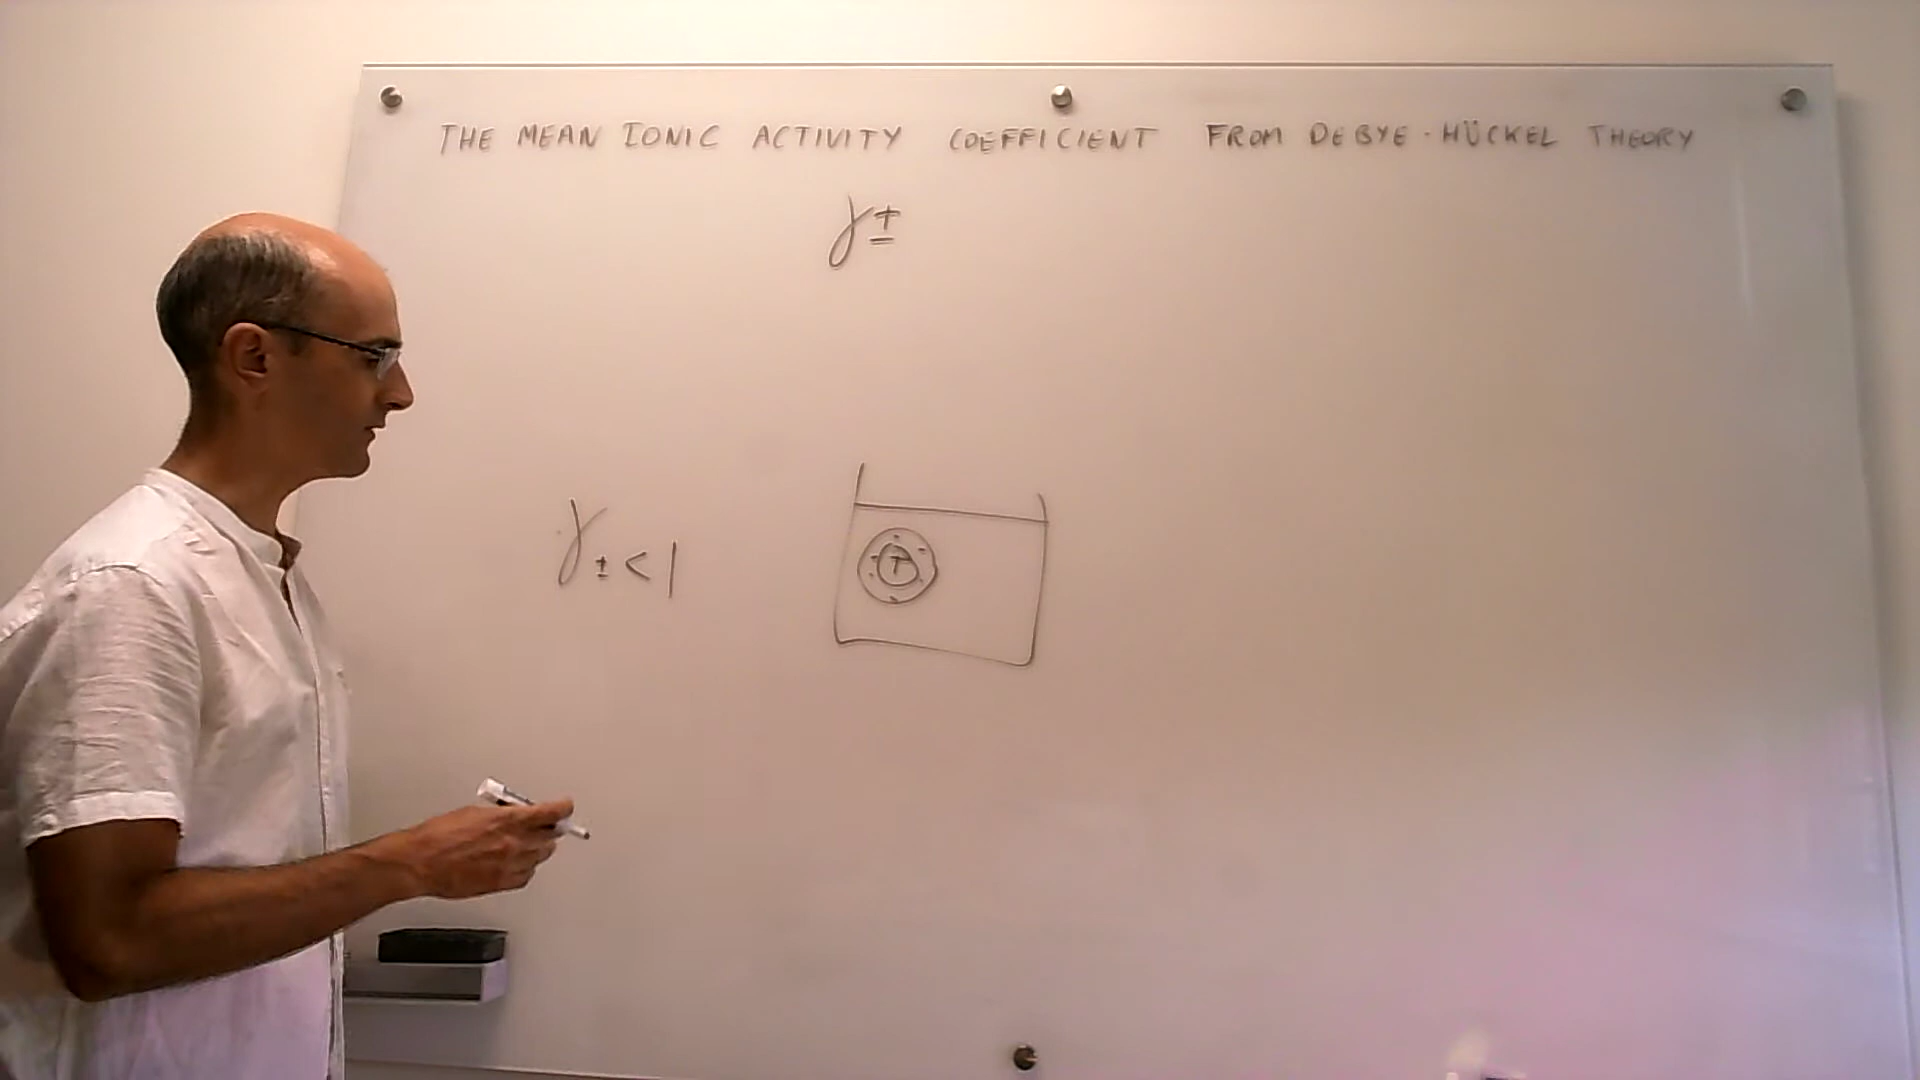 THE MEAN IONIC ACTIVITY COEFFICIENT FROM DEBYE-HÜCKEL THEORY
γ±
γ± < 1
+